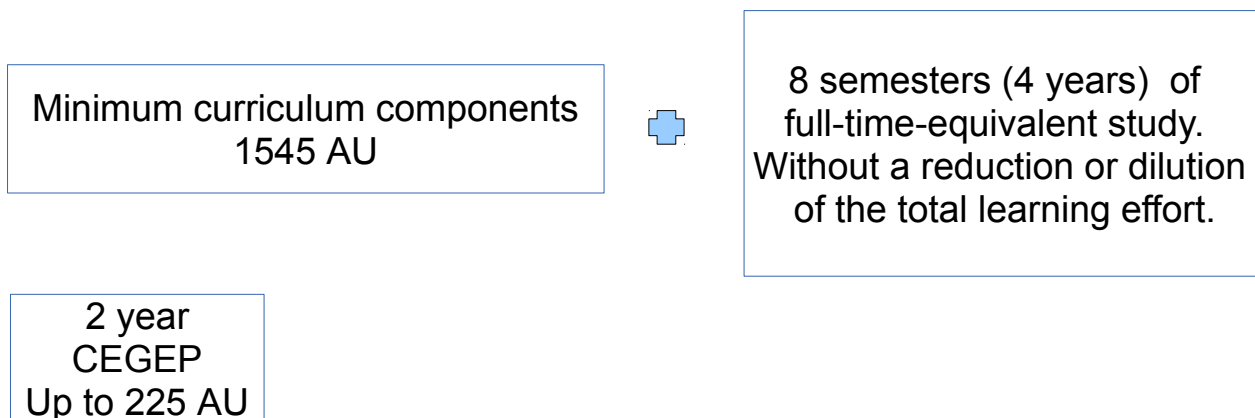 Minimum curriculum components
1545 AU
8 semesters (4 years) of
full-time-equivalent study.
Without a reduction or dilution
of the total learning effort.
2 year
CEGEP
Up to 225 AU